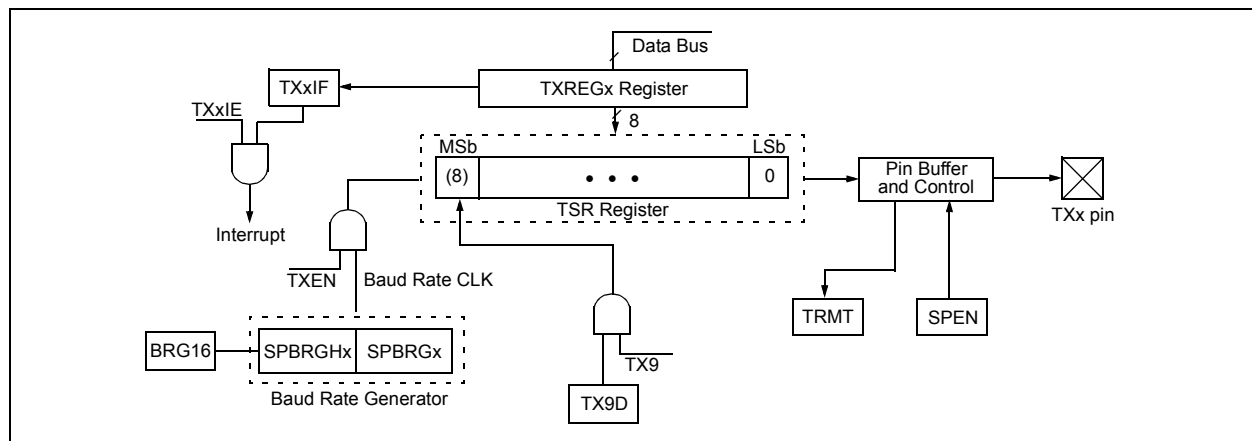 Data Bus
TXxIF
TXREGx Register
TXxIE
8
MSb
LSb
(8)
• • •
0
Pin Buffer
and Control
TSR Register
TXx pin
Interrupt
TXEN
Baud Rate CLK
TRMT
SPEN
BRG16
SPBRGHx
SPBRGx
TX9
Baud Rate Generator
TX9D